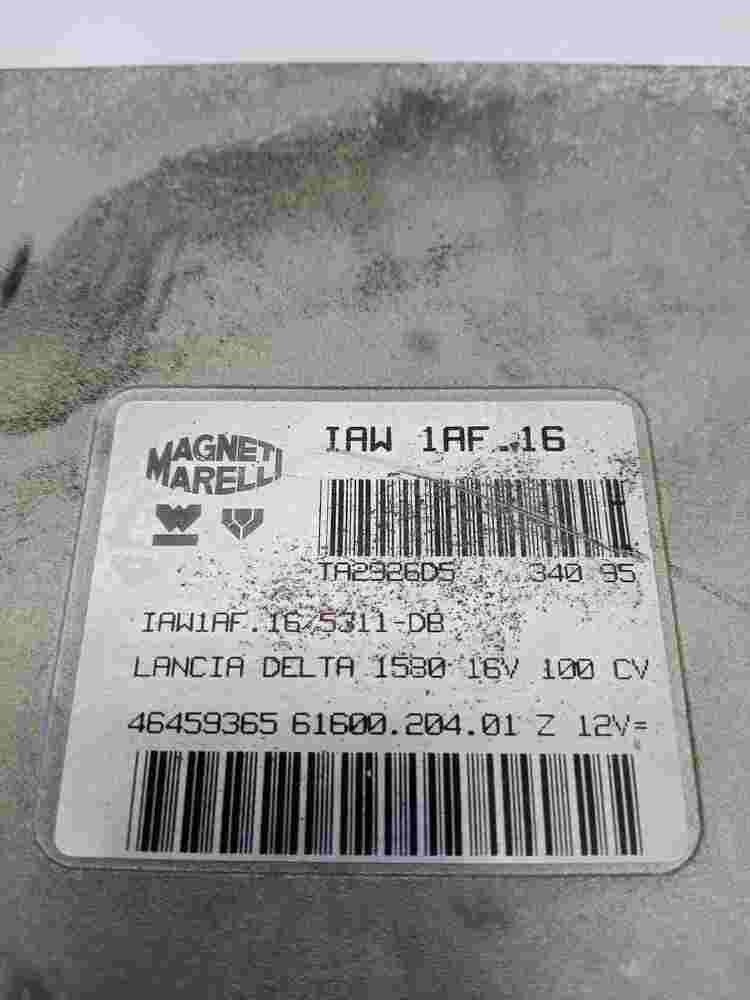 MAGNETI
MARELLI
IAW 1AF.16
TA2926D5 340 95
IAW1AF.16/5311-DB
LANCIA DELTA 1580 16V 100 CV
46459365 61600.204.01 Z 12V=